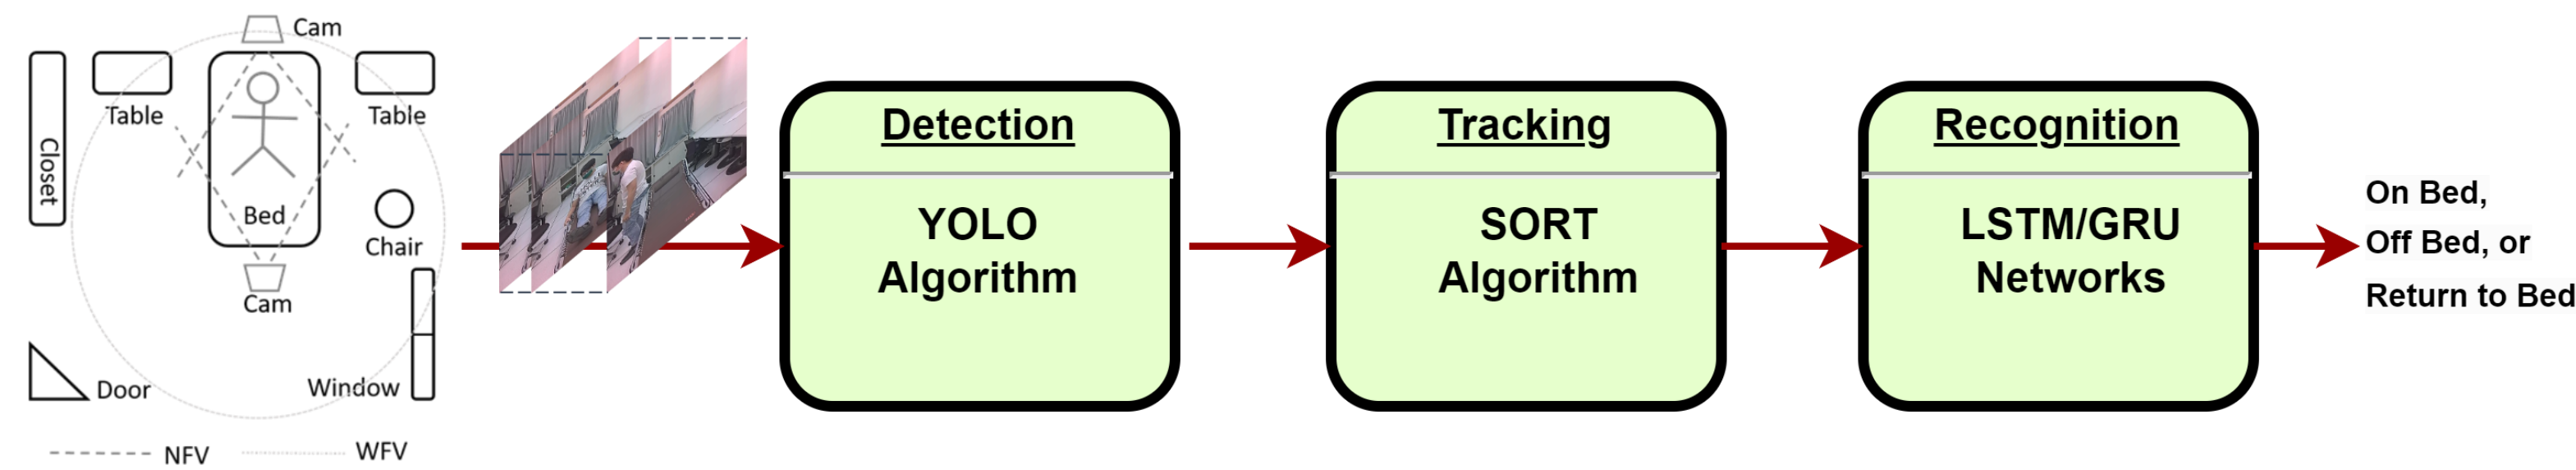 Cam
Table
Table
Closet
Bed
Chair
Cam
Door
Window
NFV
WFV
Detection
YOLO
Algorithm
Tracking
SORT
Algorithm
Recognition
LSTM/GRU
Networks
On Bed,
Off Bed, or
Return to Bed